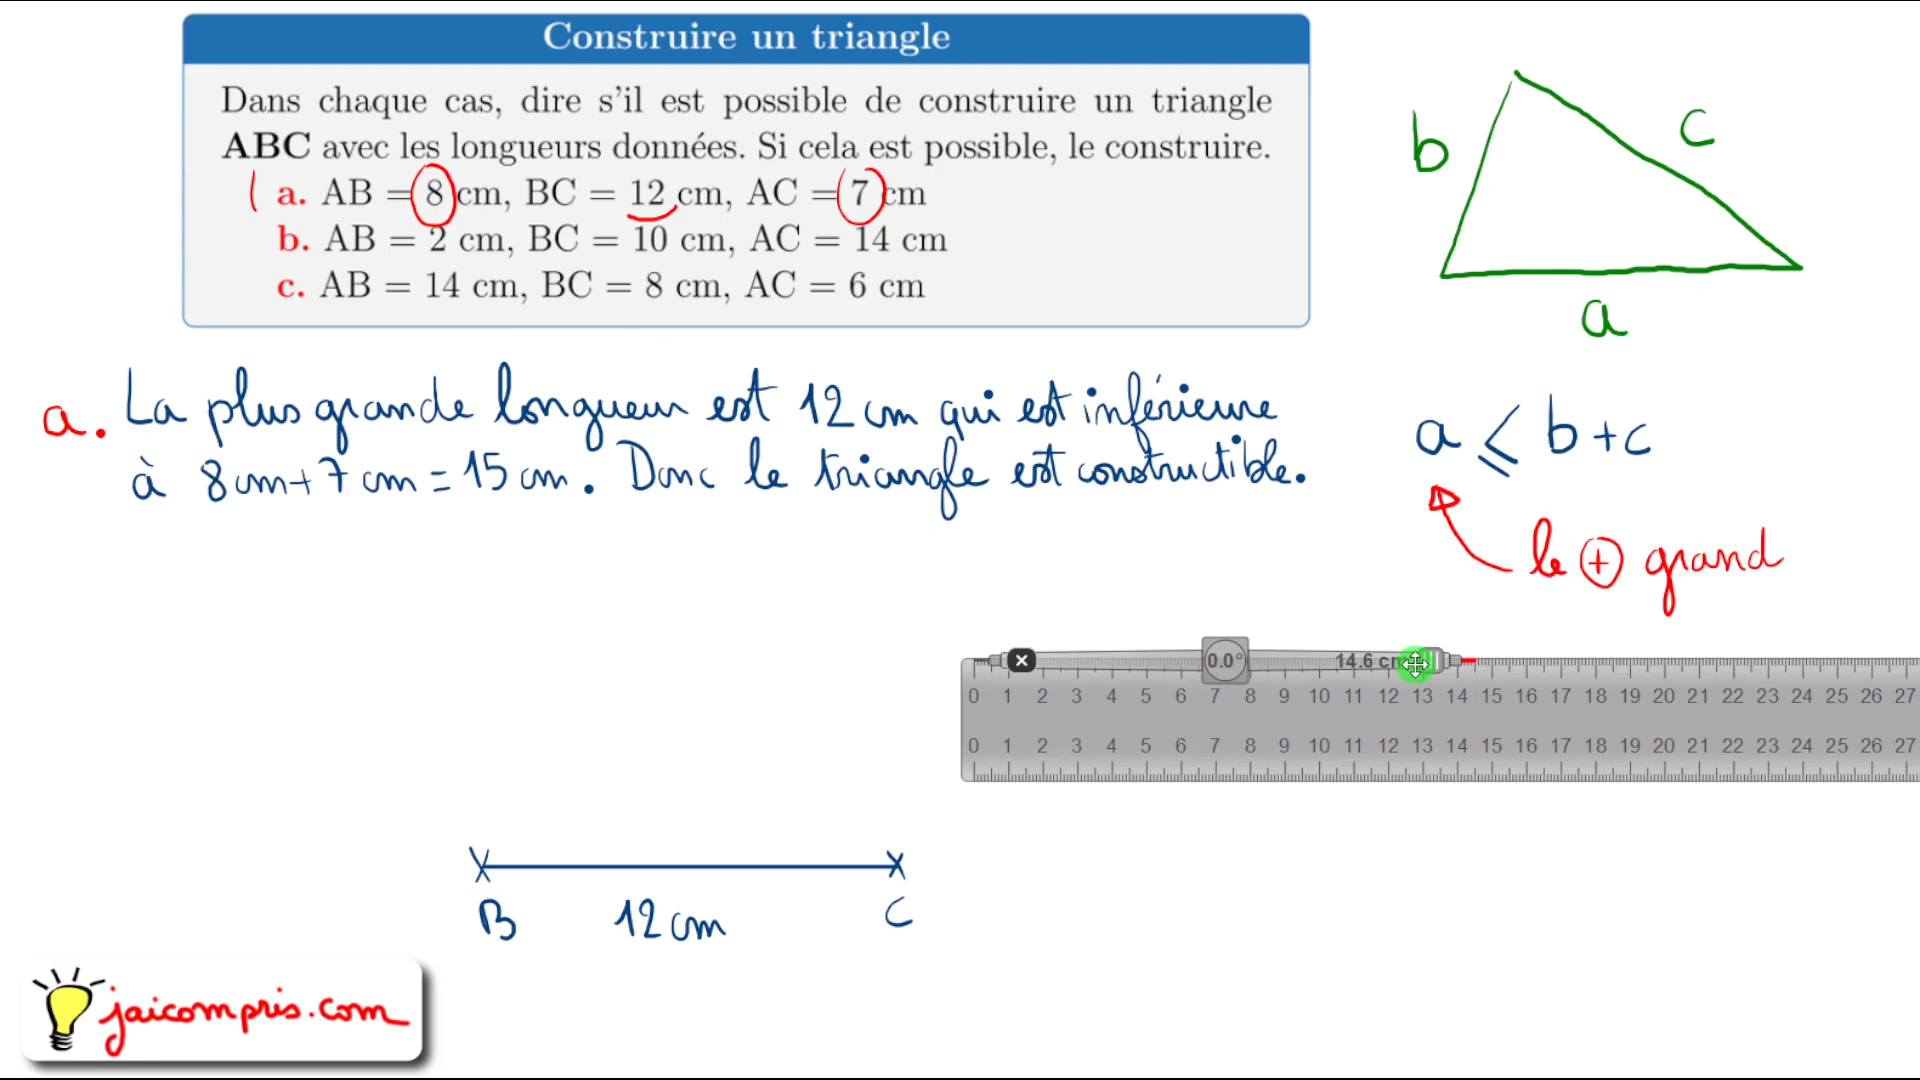 Construire un triangle
Dans chaque cas, dire s'il est possible de construire un triangle
ABC avec les longueurs données. Si cela est possible, le construire.
a. AB = 8 cm, BC = 12 cm, AC = 7 cm
b. AB = 2 cm, BC = 10 cm, AC = 14 cm
c. AB = 14 cm, BC = 8 cm, AC = 6 cm
b
c
a
a. La plus grande longueur est 12 cm qui est inférieure
à 8 cm + 7 cm = 15 cm. Donc le triangle est constructible.
a ⩽ b + c
le ⊕ grand
0.0°
14.6 cm
0 1 2 3 4 5 6 7 8 9 10 11 12 13 14 15 16 17 18 19 20 21 22 23 24 25 26 27
0 1 2 3 4 5 6 7 8 9 10 11 12 13 14 15 16 17 18 19 20 21 22 23 24 25 26 27
B 12 cm C
jaicompris.com